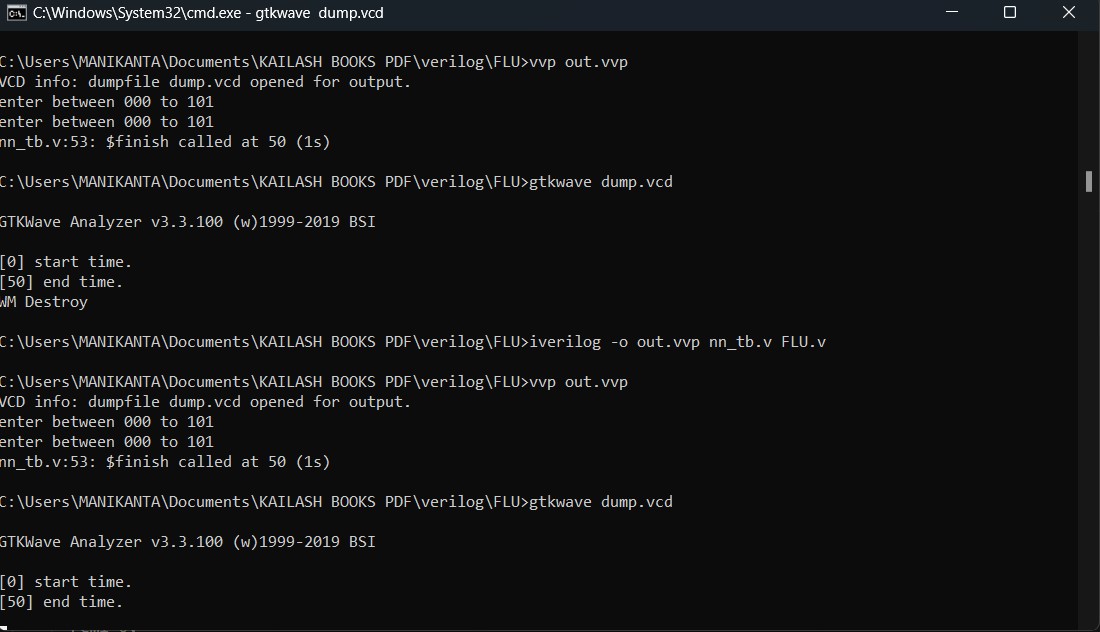 C:\Windows\System32\cmd.exe - gtkwave  dump.vcd
C:\Users\MANIKANTA\Documents\KAILASH BOOKS PDF\verilog\FLU>vvp out.vvp
VCD info: dumpfile dump.vcd opened for output.
enter between 000 to 101
enter between 000 to 101
nn_tb.v:53: $finish called at 50 (1s)
C:\Users\MANIKANTA\Documents\KAILASH BOOKS PDF\verilog\FLU>gtkwave dump.vcd
GTKWave Analyzer v3.3.100 (w)1999-2019 BSI
[0] start time.
[50] end time.
WM Destroy
C:\Users\MANIKANTA\Documents\KAILASH BOOKS PDF\verilog\FLU>iverilog -o out.vvp nn_tb.v FLU.v
C:\Users\MANIKANTA\Documents\KAILASH BOOKS PDF\verilog\FLU>vvp out.vvp
VCD info: dumpfile dump.vcd opened for output.
enter between 000 to 101
enter between 000 to 101
nn_tb.v:53: $finish called at 50 (1s)
C:\Users\MANIKANTA\Documents\KAILASH BOOKS PDF\verilog\FLU>gtkwave dump.vcd
GTKWave Analyzer v3.3.100 (w)1999-2019 BSI
[0] start time.
[50] end time.